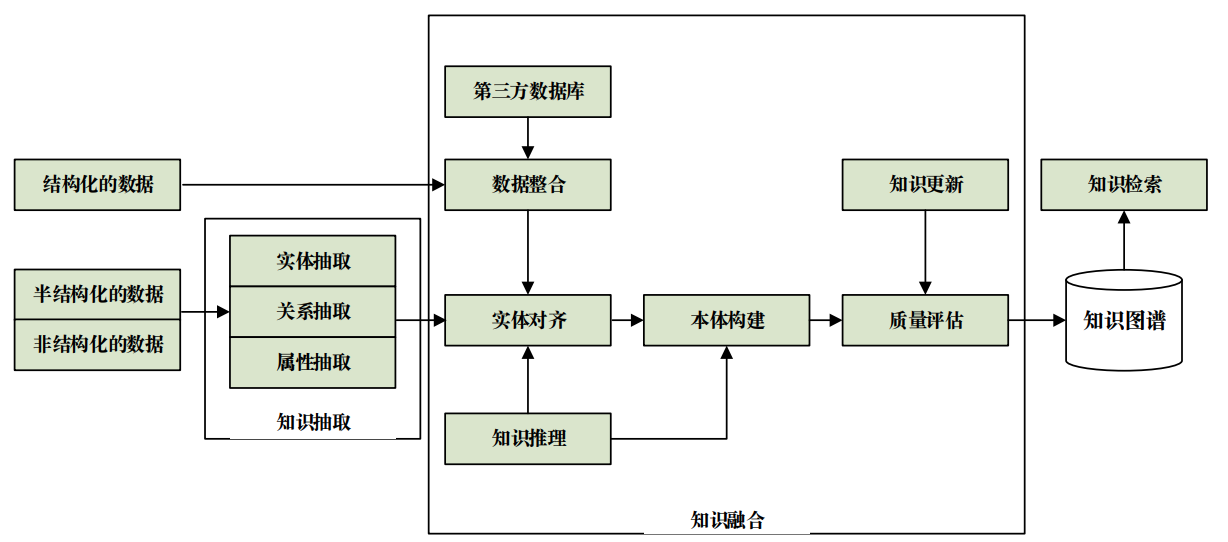 第三方数据库
结构化的数据
数据整合
知识更新
知识检索
实体抽取
半结构化的数据
关系抽取
非结构化的数据
属性抽取
知识抽取
实体对齐
本体构建
质量评估
知识图谱
知识推理
知识融合